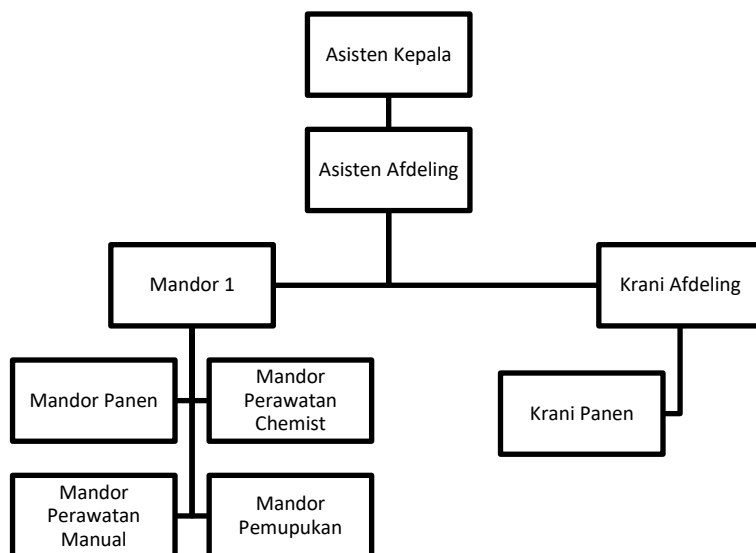 Asisten Kepala
Asisten Afdeling
Mandor 1
Krani Afdeling
Mandor Panen
Mandor
Perawatan
Chemist
Krani Panen
Mandor
Perawatan
Manual
Mandor
Pemupukan